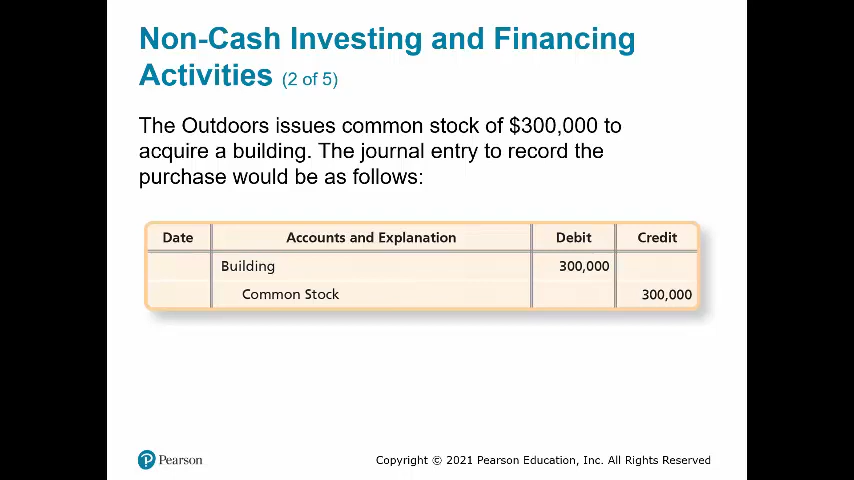 Non-Cash Investing and Financing
Activities (2 of 5)
The Outdoors issues common stock of $300,000 to
acquire a building. The journal entry to record the
purchase would be as follows:
Date Accounts and Explanation Debit Credit
Building 300,000
Common Stock 300,000
Pearson Copyright © 2021 Pearson Education, Inc. All Rights Reserved